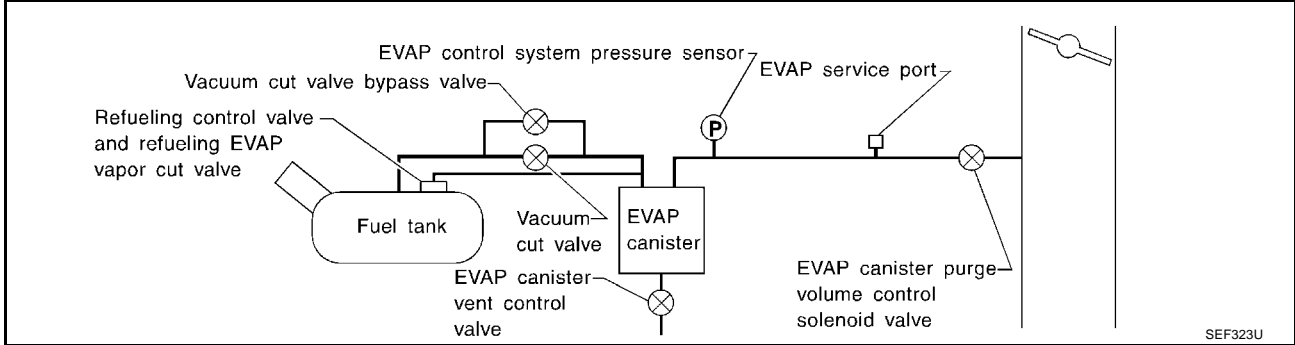 EVAP control system pressure sensor
EVAP service port
Vacuum cut valve bypass valve
Refueling control valve
and refueling EVAP
vapor cut valve
P
Fuel tank
Vacuum
cut valve
EVAP
canister
EVAP canister
vent control
valve
EVAP canister purge
volume control
solenoid valve
SEF323U